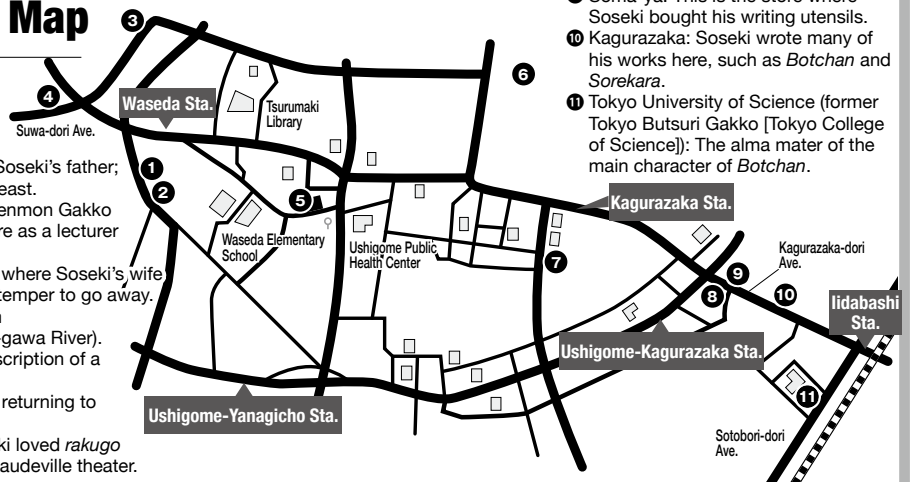 Map
Soseki bought his writing utensils.
❿ Kagurazaka: Soseki wrote many of
his works here, such as Botchan and
Sorekara.
⓫ Tokyo University of Science (former
Tokyo Butsuri Gakko [Tokyo College
of Science]): The alma mater of the
main character of Botchan.
Soseki's father;
east.
enmon Gakko
re as a lecturer
where Soseki's wife
temper to go away.
-gawa River).
scription of a
returning to
ki loved rakugo
audeville theater.
❸
❹
Suwa-dori Ave.
Waseda Sta.
Tsurumaki
Library
❻
❶
❷
❺
Waseda Elementary
School
Ushigome Public
Health Center
Kagurazaka Sta.
❼
Kagurazaka-dori
Ave.
❽
❾
❿
Iidabashi
Sta.
Ushigome-Kagurazaka Sta.
Ushigome-Yanagicho Sta.
⓫
Sotobori-dori
Ave.